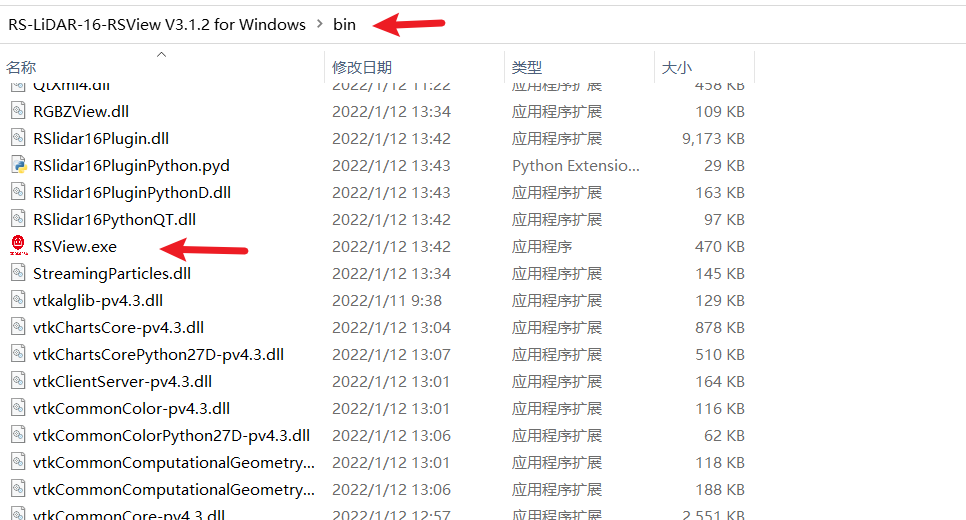 RS-LiDAR-16-RSView V3.1.2 for Windows > bin
名称 修改日期 类型 大小
QtXml4.dll 2022/1/12 11:22 应用程序扩展 458 KB
RGBZView.dll 2022/1/12 13:34 应用程序扩展 109 KB
RSlidar16Plugin.dll 2022/1/12 13:42 应用程序扩展 9,173 KB
RSlidar16PluginPython.pyd 2022/1/12 13:43 Python Extensio... 29 KB
RSlidar16PluginPythonD.dll 2022/1/12 13:43 应用程序扩展 163 KB
RSlidar16PythonQT.dll 2022/1/12 13:42 应用程序扩展 97 KB
RSView.exe 2022/1/12 13:42 应用程序 470 KB
StreamingParticles.dll 2022/1/12 13:34 应用程序扩展 145 KB
vtkalglib-pv4.3.dll 2022/1/11 9:38 应用程序扩展 129 KB
vtkChartsCore-pv4.3.dll 2022/1/12 13:04 应用程序扩展 878 KB
vtkChartsCorePython27D-pv4.3.dll 2022/1/12 13:07 应用程序扩展 510 KB
vtkClientServer-pv4.3.dll 2022/1/12 13:01 应用程序扩展 164 KB
vtkCommonColor-pv4.3.dll 2022/1/12 13:01 应用程序扩展 116 KB
vtkCommonColorPython27D-pv4.3.dll 2022/1/12 13:06 应用程序扩展 62 KB
vtkCommonComputationalGeometry... 2022/1/12 13:01 应用程序扩展 118 KB
vtkCommonComputationalGeometry... 2022/1/12 13:06 应用程序扩展 188 KB
vtkCommonCore-pv4.3.dll 2022/1/12 12:57 应用程序扩展 2,551 KB